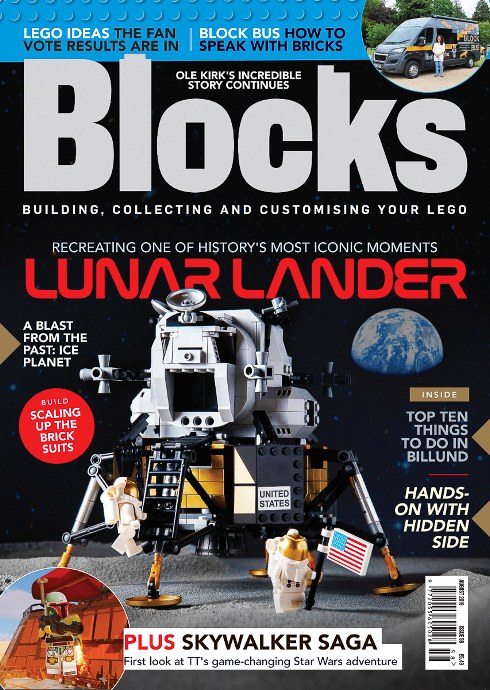 LEGO IDEAS THE FAN
VOTE RESULTS ARE IN
BLOCK BUS HOW TO
SPEAK WITH BRICKS
OLE KIRK'S INCREDIBLE
STORY CONTINUES
Blocks
BUILDING, COLLECTING AND CUSTOMISING YOUR LEGO
RECREATING ONE OF HISTORY'S MOST ICONIC MOMENTS
LUNAR LANDER
A BLAST
FROM THE
PAST: ICE
PLANET
BUILD
SCALING
UP THE
BRICK
SUITS
INSIDE
TOP TEN
THINGS
TO DO IN
BILLUND
HANDS-
ON WITH
HIDDEN
SIDE
UNITED
STATES
PLUS SKYWALKER SAGA
First look at TT's game-changing Star Wars adventure